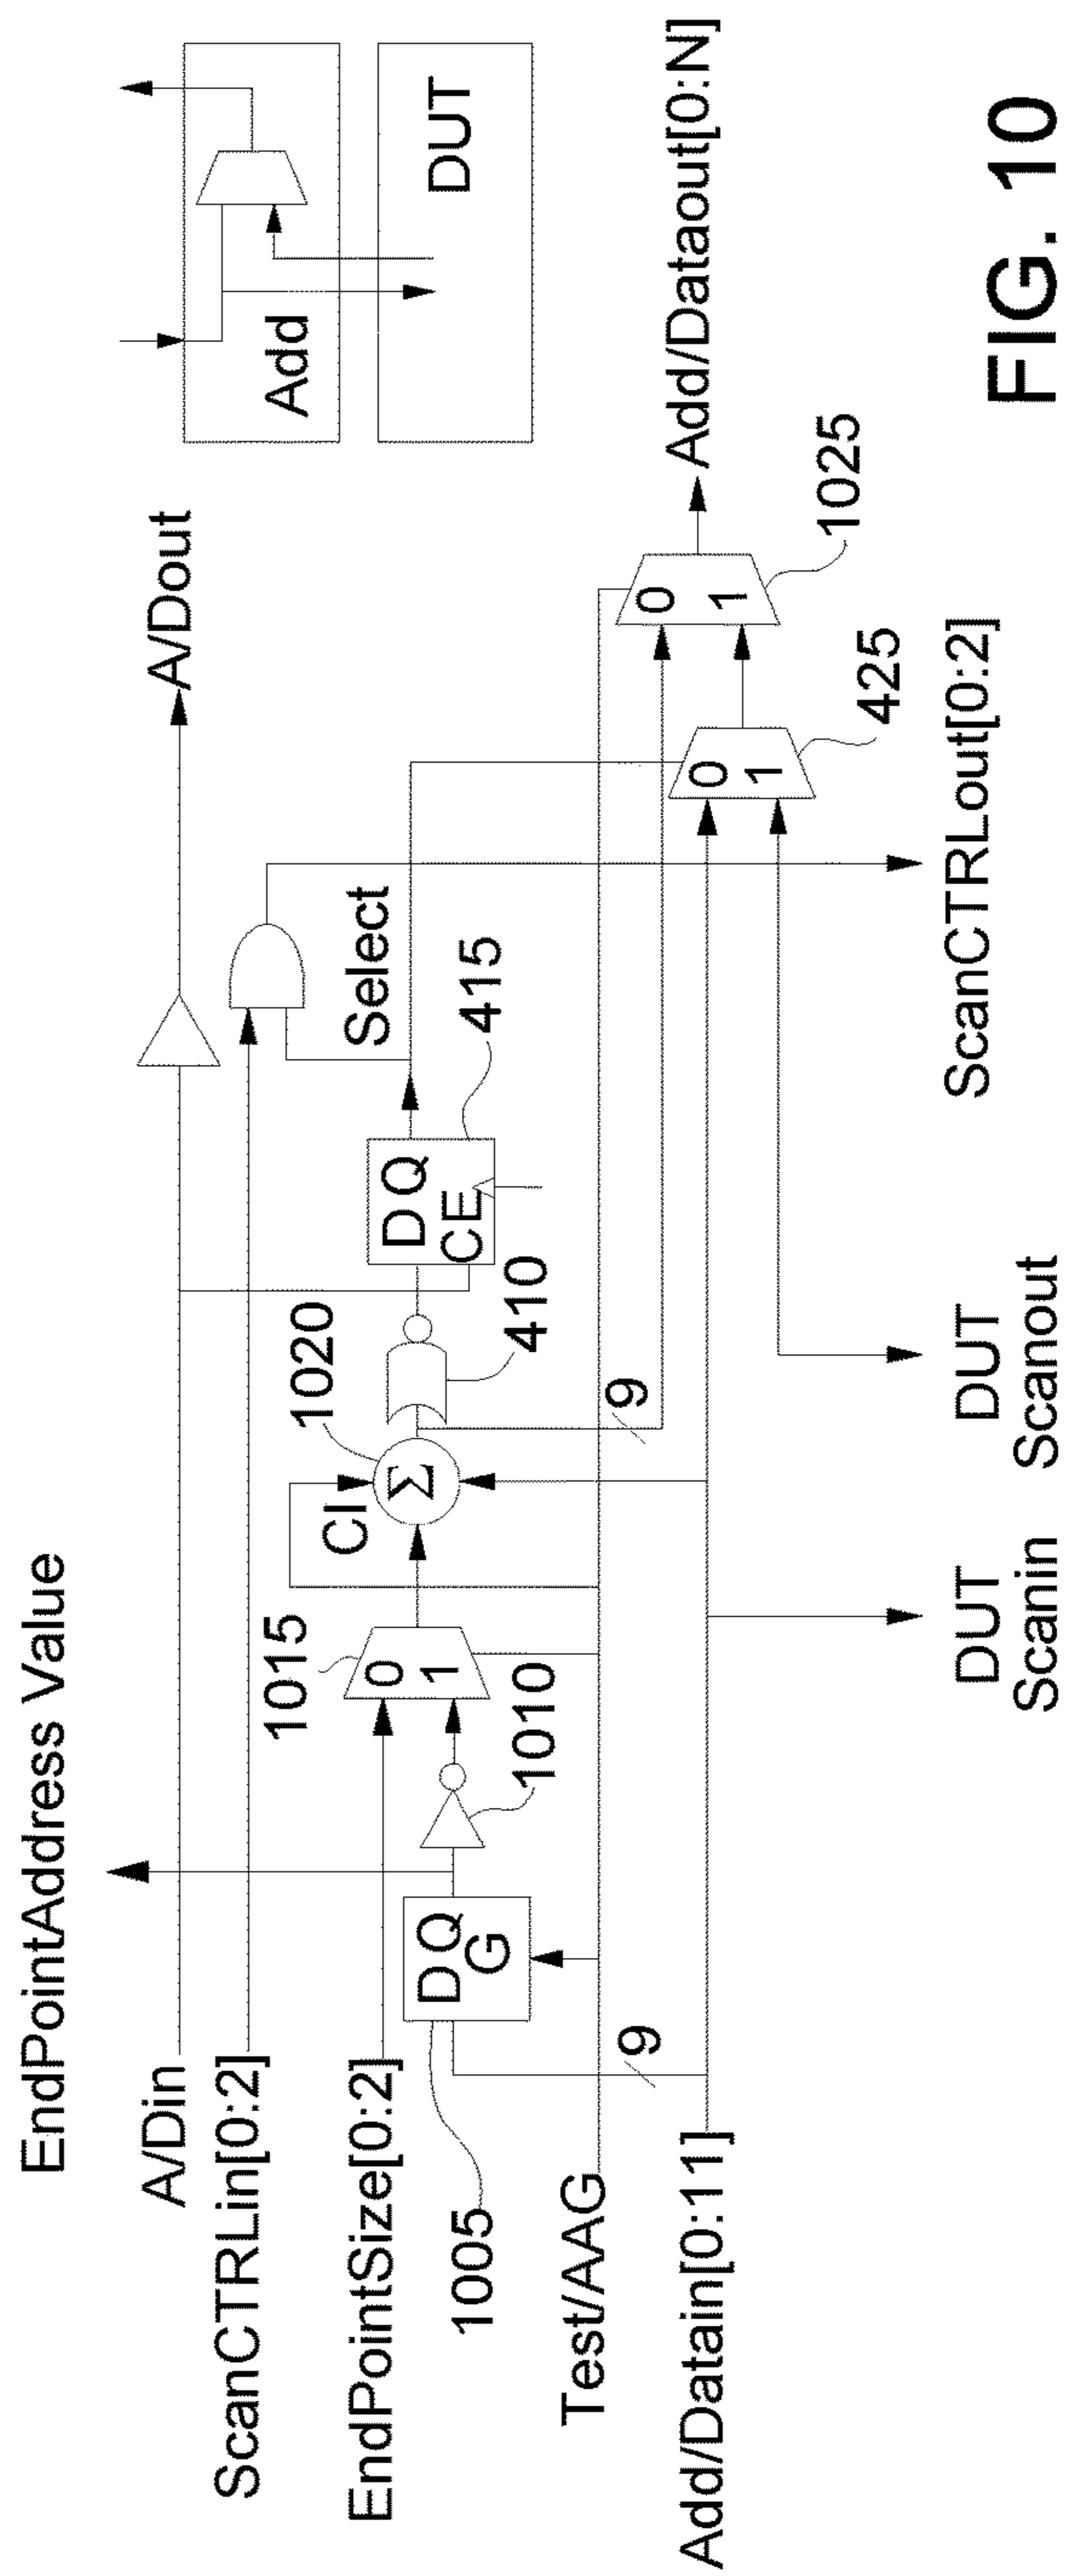 EndPointAddress Value
A/Din
A/Dout
ScanCTRLin[0:2]
EndPointSize[0:2]
Test/AAG
Add/Datain[0:11]
1005
D Q
G
9
1010
1015
0
1
CI
Σ
1020
410
9
D Q
CE
415
Select
0
1
425
0
1
1025
Add/Dataout[0:N]
DUT
Scanin
DUT
Scanout
ScanCTRLout[0:2]
Add
DUT
FIG. 10